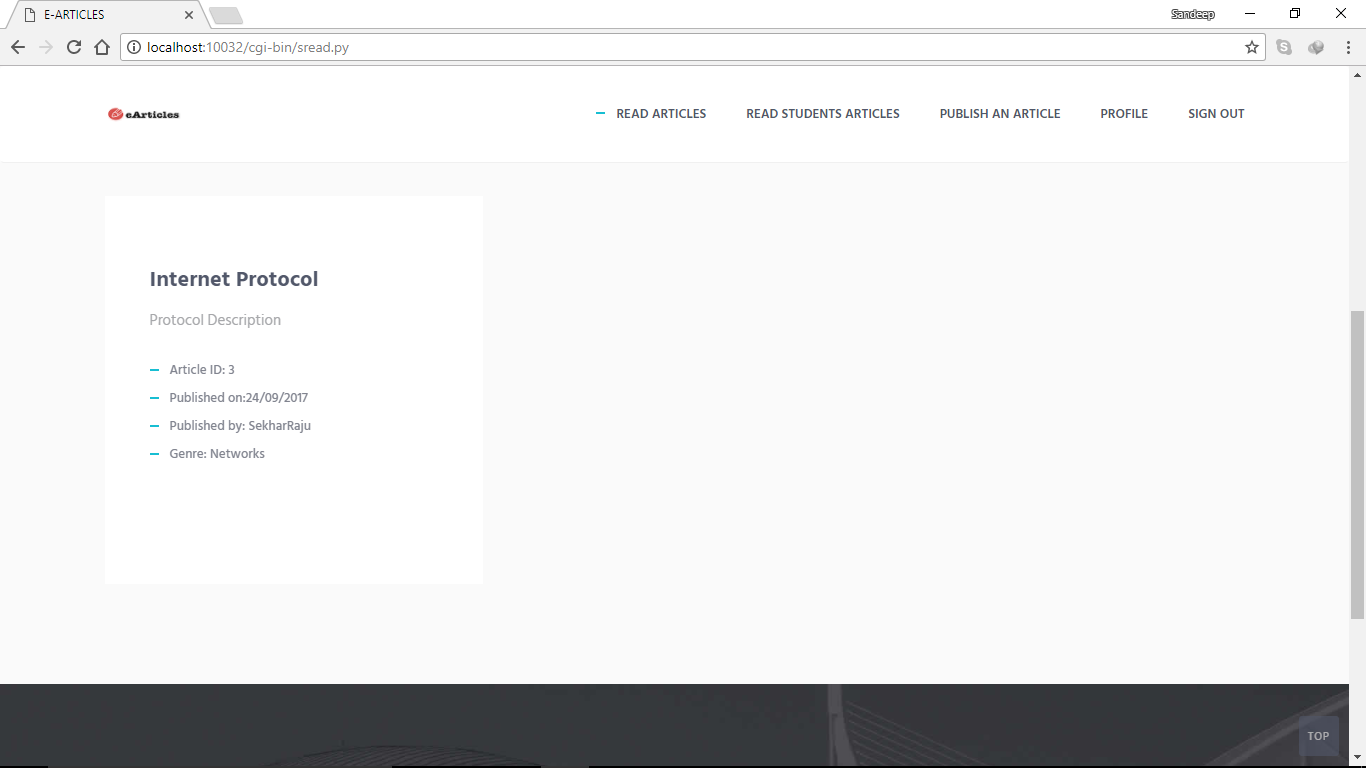 E-ARTICLES
Sandeep
localhost:10032/cgi-bin/sread.py
eArticles
READ ARTICLES READ STUDENTS ARTICLES PUBLISH AN ARTICLE PROFILE SIGN OUT
Internet Protocol
Protocol Description
Article ID: 3
Published on:24/09/2017
Published by: SekharRaju
Genre: Networks
TOP